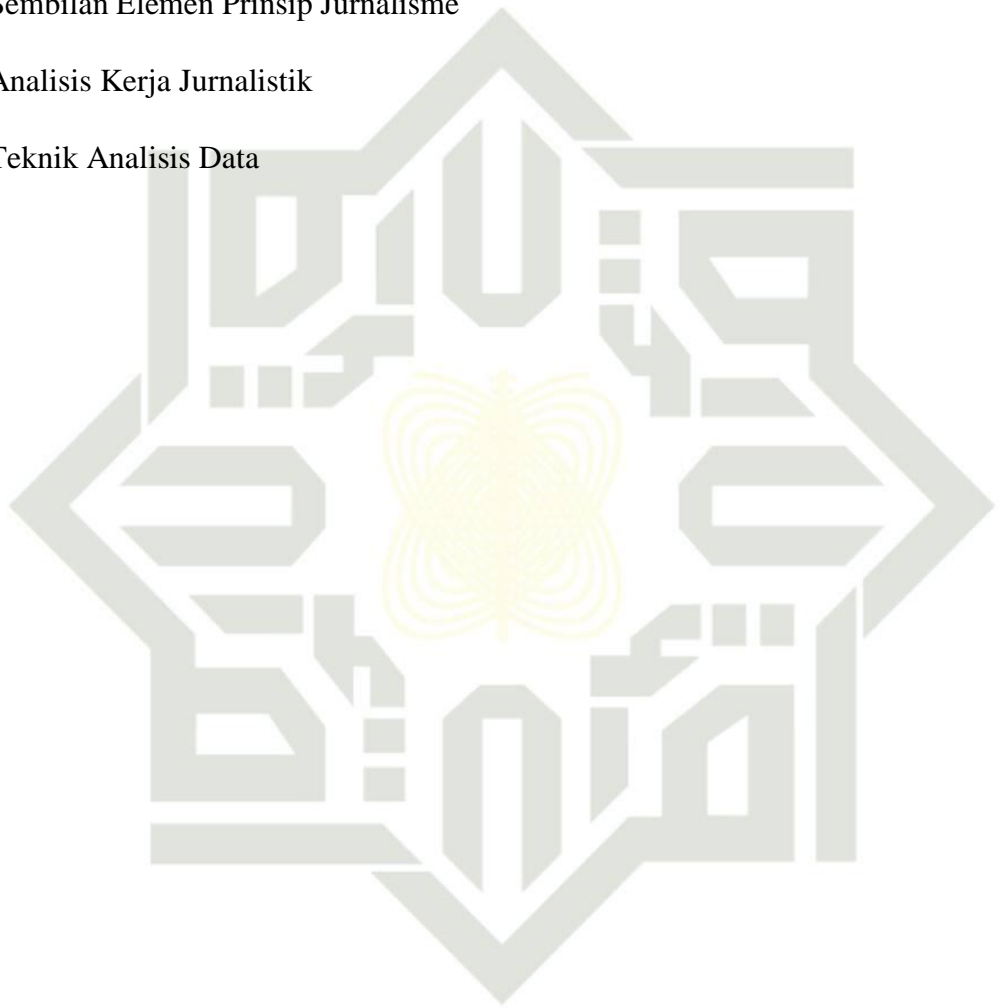 Sembilan Elemen Prinsip Jurnalisme
Analisis Kerja Jurnalistik
Teknik Analisis Data